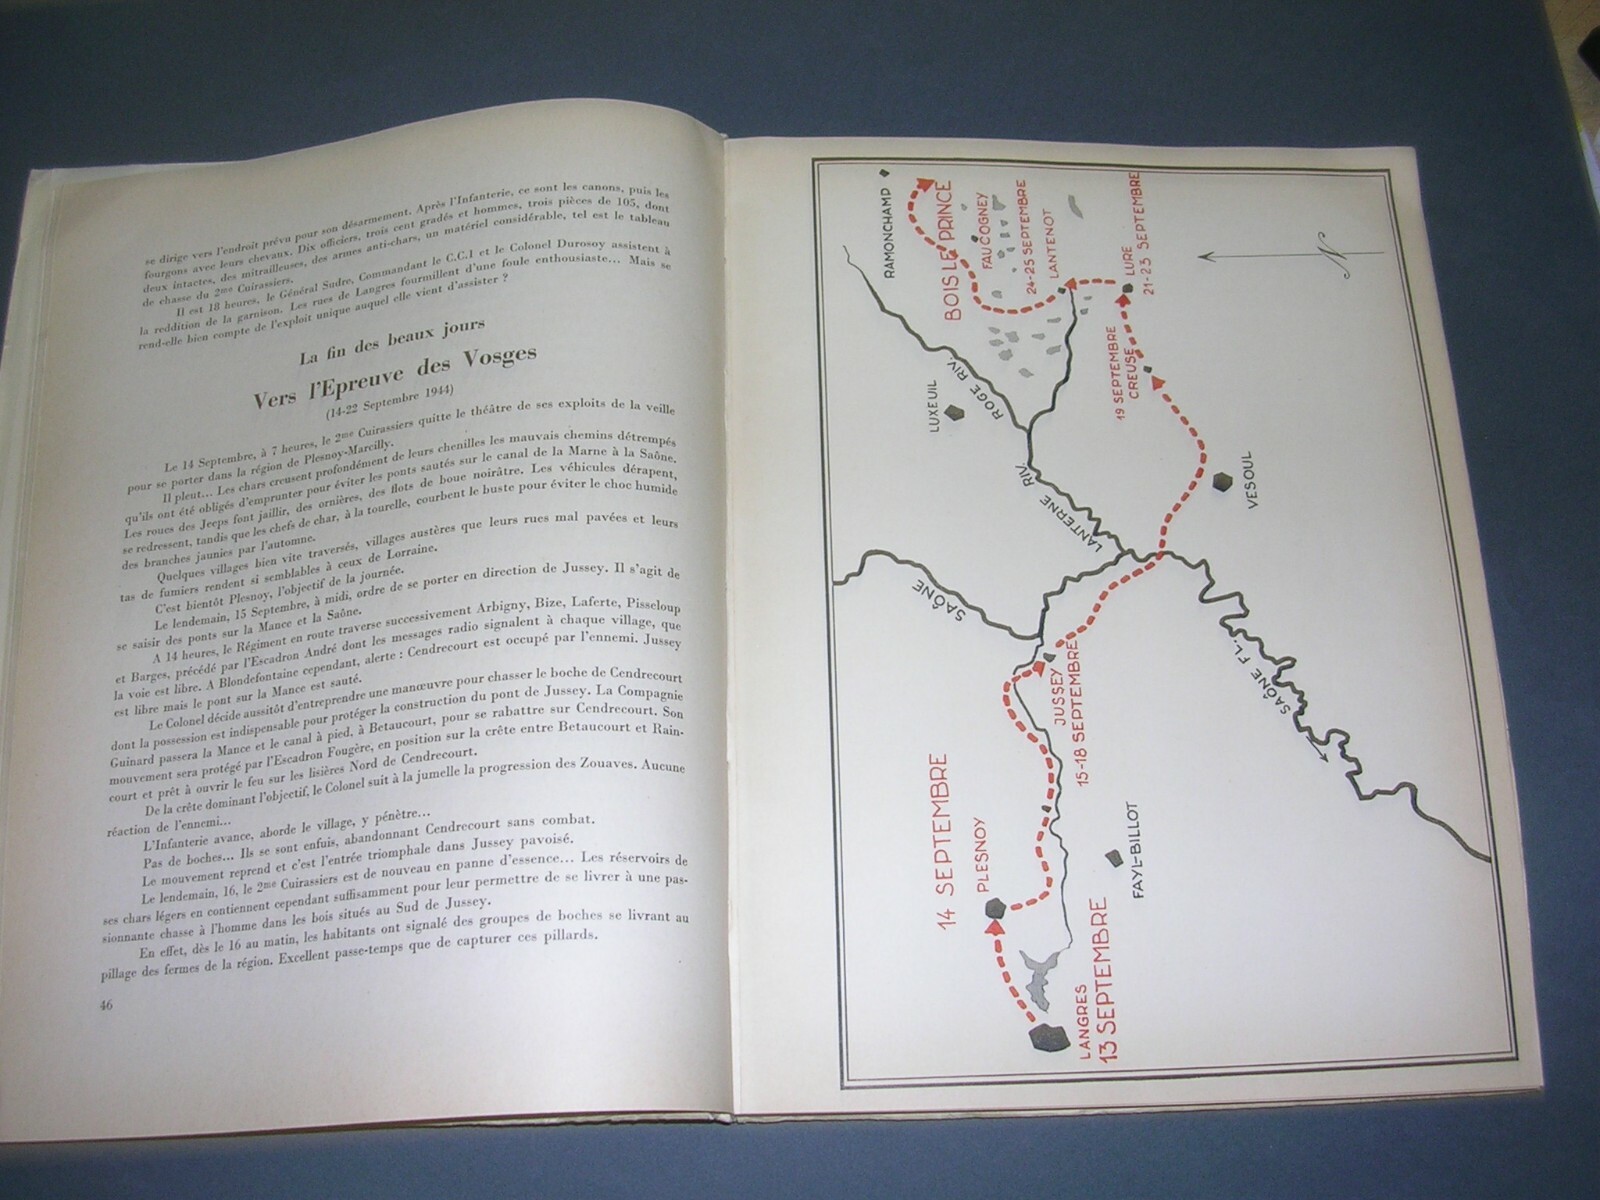 se dirige vers l'endroit prévu pour son désarmement. Après l'Infanterie, ce sont les canons, puis les
fourgons avec leurs chevaux. Dix officiers, trois cent gradés et hommes, trois pièces de 105, dont
deux intactes, des mitrailleuses, des armes anti-chars, un matériel considérable, tel est le tableau
de chasse du 2me Cuirassiers.
Il est 18 heures, le Général Sudre, Commandant le C.C.1 et le Colonel Durosoy assistent à
la reddition de la garnison. Les rues de Langres fourmillent d'une foule enthousiaste... Mais se
rend-elle bien compte de l'exploit unique auquel elle vient d'assister ?
La fin des beaux jours
Vers l'Epreuve des Vosges
(14-22 Septembre 1944)
Le 14 Septembre, à 7 heures, le 2me Cuirassiers quitte le théâtre de ses exploits de la veille
pour se porter dans la région de Plesnoy-Marcilly.
Il pleut... Les chars creusent profondément de leurs chenilles les mauvais chemins détrempés
qu'ils ont été obligés d'emprunter pour éviter les ponts sautés sur le canal de la Marne à la Saône.
Les roues des Jeeps font jaillir, des ornières, des flots de boue noirâtre. Les véhicules dérapent,
se redressent, tandis que les chefs de char, à la tourelle, courbent le buste pour éviter le choc humide
des branches jaunies par l'automne.
Quelques villages bien vite traversés, villages austères que leurs rues mal pavées et leurs
tas de fumiers rendent si semblables à ceux de Lorraine.
C'est bientôt Plesnoy, l'objectif de la journée.
Le lendemain, 15 Septembre, à midi, ordre de se porter en direction de Jussey. Il s'agit de
se saisir des ponts sur la Mance et la Saône.
A 14 heures, le Régiment en route traverse successivement Arbigny, Bize, Laferte, Pisseloup
et Barges, précédé par l'Escadron André dont les messages radio signalent à chaque village, que
la voie est libre. A Blondefontaine cependant, alerte : Cendrecourt est occupé par l'ennemi. Jussey
est libre mais le pont sur la Mance est sauté.
Le Colonel décide aussitôt d'entreprendre une manœuvre pour chasser le boche de Cendrecourt
dont la possession est indispensable pour protéger la construction du pont de Jussey. La Compagnie
Guinard passera la Mance et le canal à pied, à Betaucourt, pour se rabattre sur Cendrecourt. Son
mouvement sera protégé par l'Escadron Fougère, en position sur la crête entre Betaucourt et Rain-
court et prêt à ouvrir le feu sur les lisières Nord de Cendrecourt.
De la crête dominant l'objectif, le Colonel suit à la jumelle la progression des Zouaves. Aucune
réaction de l'ennemi...
L'Infanterie avance, aborde le village, y pénètre...
Pas de boches... Ils se sont enfuis, abandonnant Cendrecourt sans combat.
Le mouvement reprend et c'est l'entrée triomphale dans Jussey pavoisé.
Le lendemain, 16, le 2me Cuirassiers est de nouveau en panne d'essence... Les réservoirs de
ses chars légers en contiennent cependant suffisamment pour leur permettre de se livrer à une pas-
sionnante chasse à l'homme dans les bois situés au Sud de Jussey.
En effet, dès le 16 au matin, les habitants ont signalé des groupes de boches se livrant au
pillage des fermes de la région. Excellent passe-temps que de capturer ces pillards.
46
RAMONCHAMP
BOIS LE PRINCE
FAUCOGNEY
24-25 SEPTEMBRE
LANTENOT
LURE
21-23 SEPTEMBRE
N
19 SEPTEMBRE
CREUSE
ROGE RIV.
LUXEUIL
LANTERNE RIV.
VESOUL
SAÔNE
SAÔNE FL.
JUSSEY
15-18 SEPTEMBRE
14 SEPTEMBRE
PLESNOY
FAYL-BILLOT
LANGRES
13 SEPTEMBRE